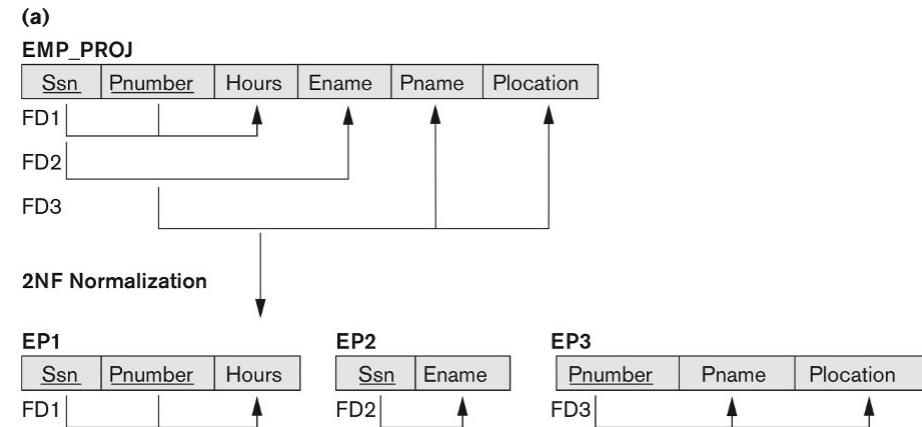 (a)
EMP_PROJ
Ssn Pnumber Hours Ename Pname Plocation
FD1
FD2
FD3
2NF Normalization
EP1 EP2 EP3
Ssn Pnumber Hours Ssn Ename Pnumber Pname Plocation
FD1 FD2 FD3